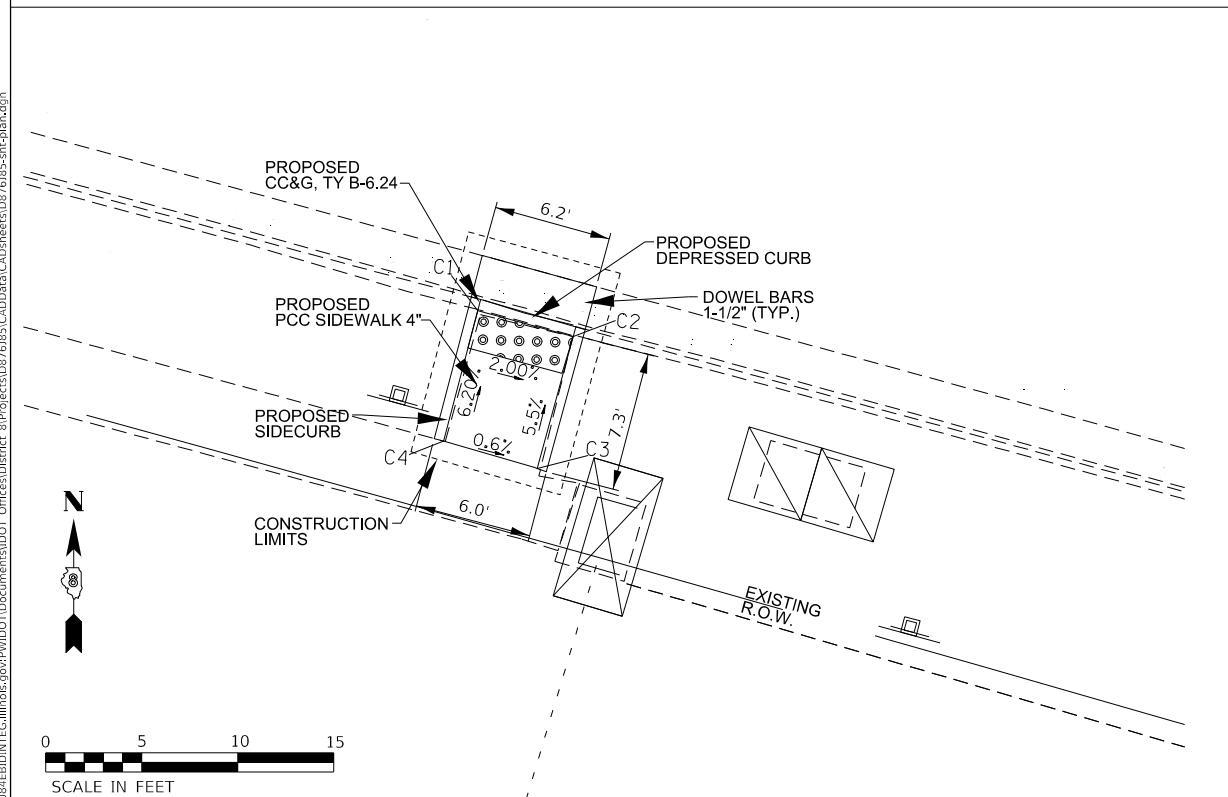 PROPOSED
CC&G, TY B-6.24
6.2'
PROPOSED
DEPRESSED CURB
C1
PROPOSED
PCC SIDEWALK 4"
DOWEL BARS
1-1/2" (TYP.)
C2
2.00%
6.20%
5.5%
7.3'
PROPOSED
SIDECURB
0.6%
C3
C4
6.0'
CONSTRUCTION
LIMITS
N
8
EXISTING
R.O.W.
0 5 10 15
SCALE IN FEET